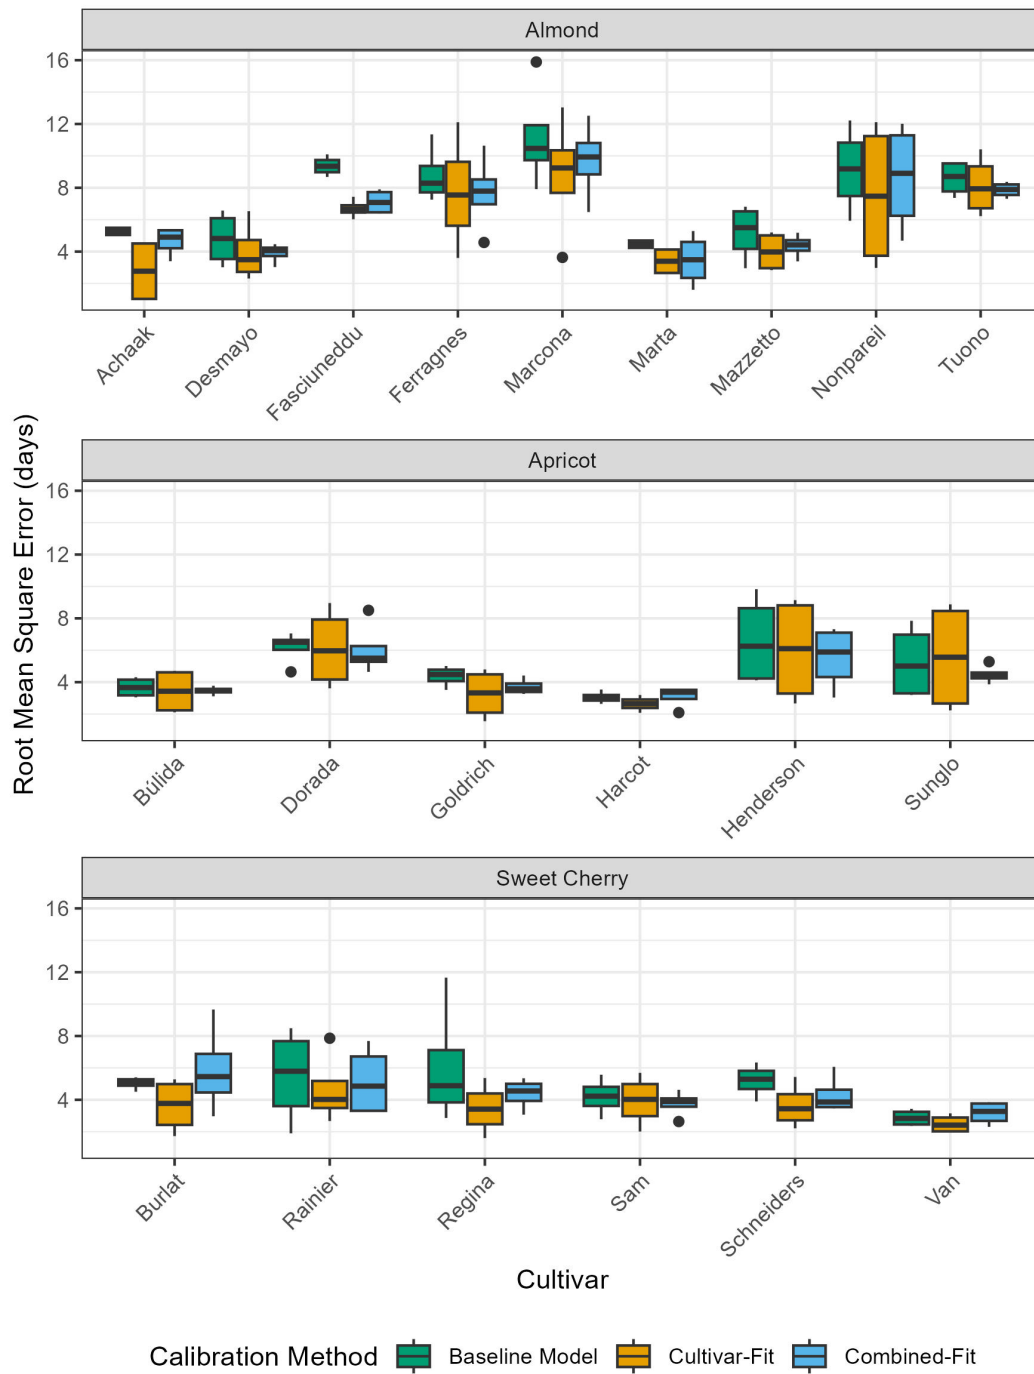 Almond
16
12
8
4
Achaak
Desmayo
Fasciuneddu
Ferragnes
Marcona
Marta
Mazzetto
Nonpareil
Tuono
Root Mean Square Error (days)
Apricot
16
12
8
4
Búlida
Dorada
Goldrich
Harcot
Henderson
Sunglo
Sweet Cherry
16
12
8
4
Burlat
Rainier
Regina
Sam
Schneiders
Van
Cultivar
Calibration Method Baseline Model Cultivar-Fit Combined-Fit